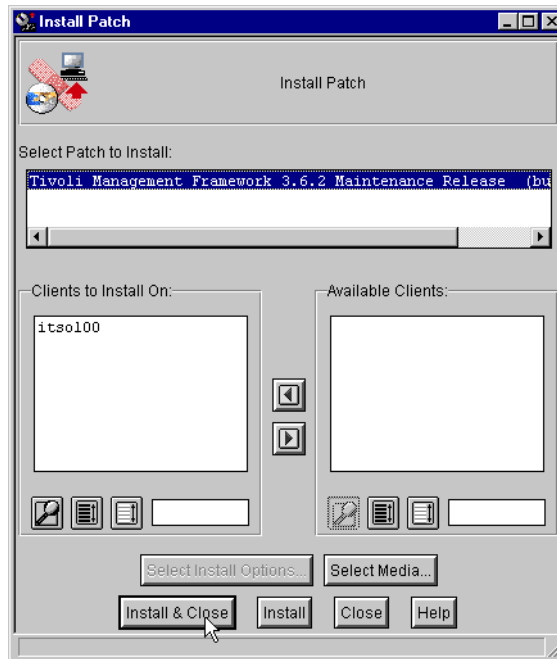 Install Patch
Install Patch
Select Patch to Install:
Tivoli Management Framework 3.6.2 Maintenance Release (bu
Clients to Install On:
Available Clients:
itsol00
Select Install Options...
Select Media...
Install & Close
Install
Close
Help